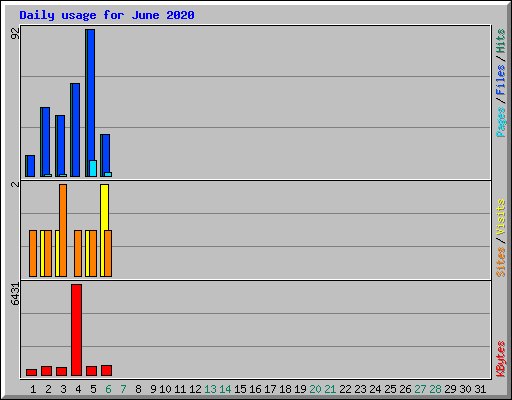 Daily usage for June 2020
92
2
6431
Pages / Files / Hits
Sites / Visits
KBytes
1 2 3 4 5 6 7 8 9 10 11 12 13 14 15 16 17 18 19 20 21 22 23 24 25 26 27 28 29 30 31